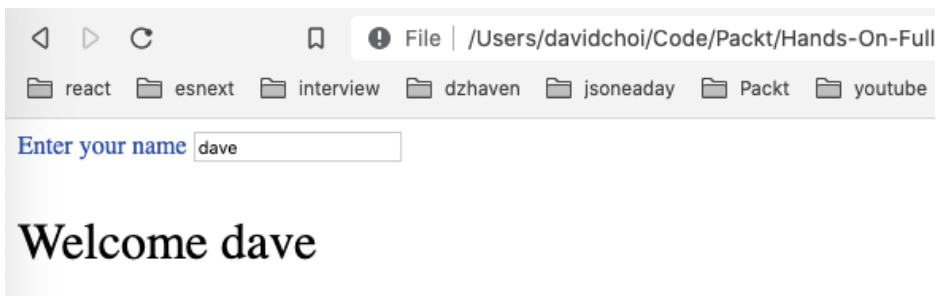 File /Users/davidchoi/Code/Packt/Hands-On-Full
react esnext interview dzhaven jsoneaday Packt youtube
Enter your name dave
Welcome dave